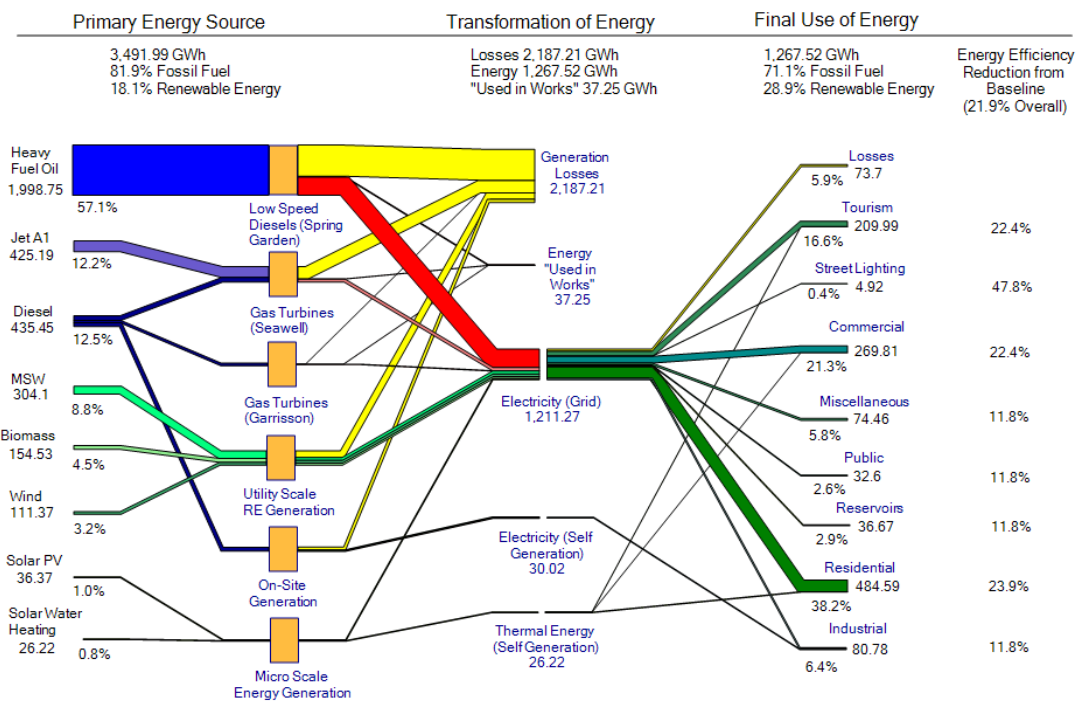 Primary Energy Source
Transformation of Energy
Final Use of Energy
3,491.99 GWh
81.9% Fossil Fuel
18.1% Renewable Energy
Losses 2,187.21 GWh
Energy 1,267.52 GWh
"Used in Works" 37.25 GWh
1,267.52 GWh
71.1% Fossil Fuel
28.9% Renewable Energy
Energy Efficiency
Reduction from
Baseline
(21.9% Overall)
Heavy
Fuel Oil
1,998.75
57.1%
Jet A1
425.19
12.2%
Diesel
435.45
12.5%
MSW
304.1
8.8%
Biomass
154.53
4.5%
Wind
111.37
3.2%
Solar PV
36.37
1.0%
Solar Water
Heating
26.22
0.8%
Low Speed
Diesels (Spring
Garden)
Gas Turbines
(Seawell)
Gas Turbines
(Garrisson)
Utility Scale
RE Generation
On-Site
Generation
Micro Scale
Energy Generation
Generation
Losses
2,187.21
Energy
"Used in
Works"
37.25
Electricity (Grid)
1,211.27
Electricity (Self
Generation)
30.02
Thermal Energy
(Self Generation)
26.22
Losses
73.7
5.9%
Tourism
209.99
16.6%
22.4%
Street Lighting
4.92
0.4%
47.8%
Commercial
269.81
21.3%
22.4%
Miscellaneous
74.46
5.8%
11.8%
Public
32.6
2.6%
11.8%
Reservoirs
36.67
2.9%
11.8%
Residential
484.59
38.2%
23.9%
Industrial
80.78
6.4%
11.8%